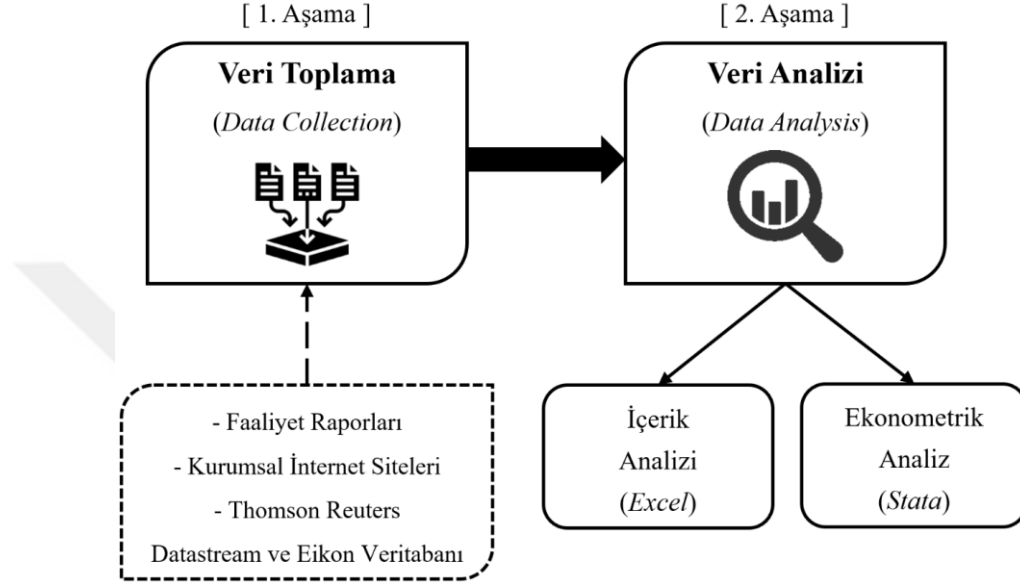 [ 1. Aşama ]
Veri Toplama
(Data Collection)
- Faaliyet Raporları
- Kurumsal İnternet Siteleri
- Thomson Reuters
Datastream ve Eikon Veritabanı
[ 2. Aşama ]
Veri Analizi
(Data Analysis)
İçerik
Analizi
(Excel)
Ekonometrik
Analiz
(Stata)